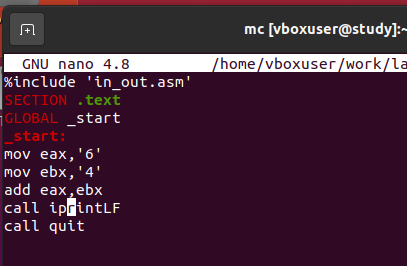 mc [vboxuser@study]:~
GNU nano 4.8 /home/vboxuser/work/la
%include 'in_out.asm'
SECTION .text
GLOBAL _start
_start:
mov eax,'6'
mov ebx,'4'
add eax,ebx
call iprintLF
call quit